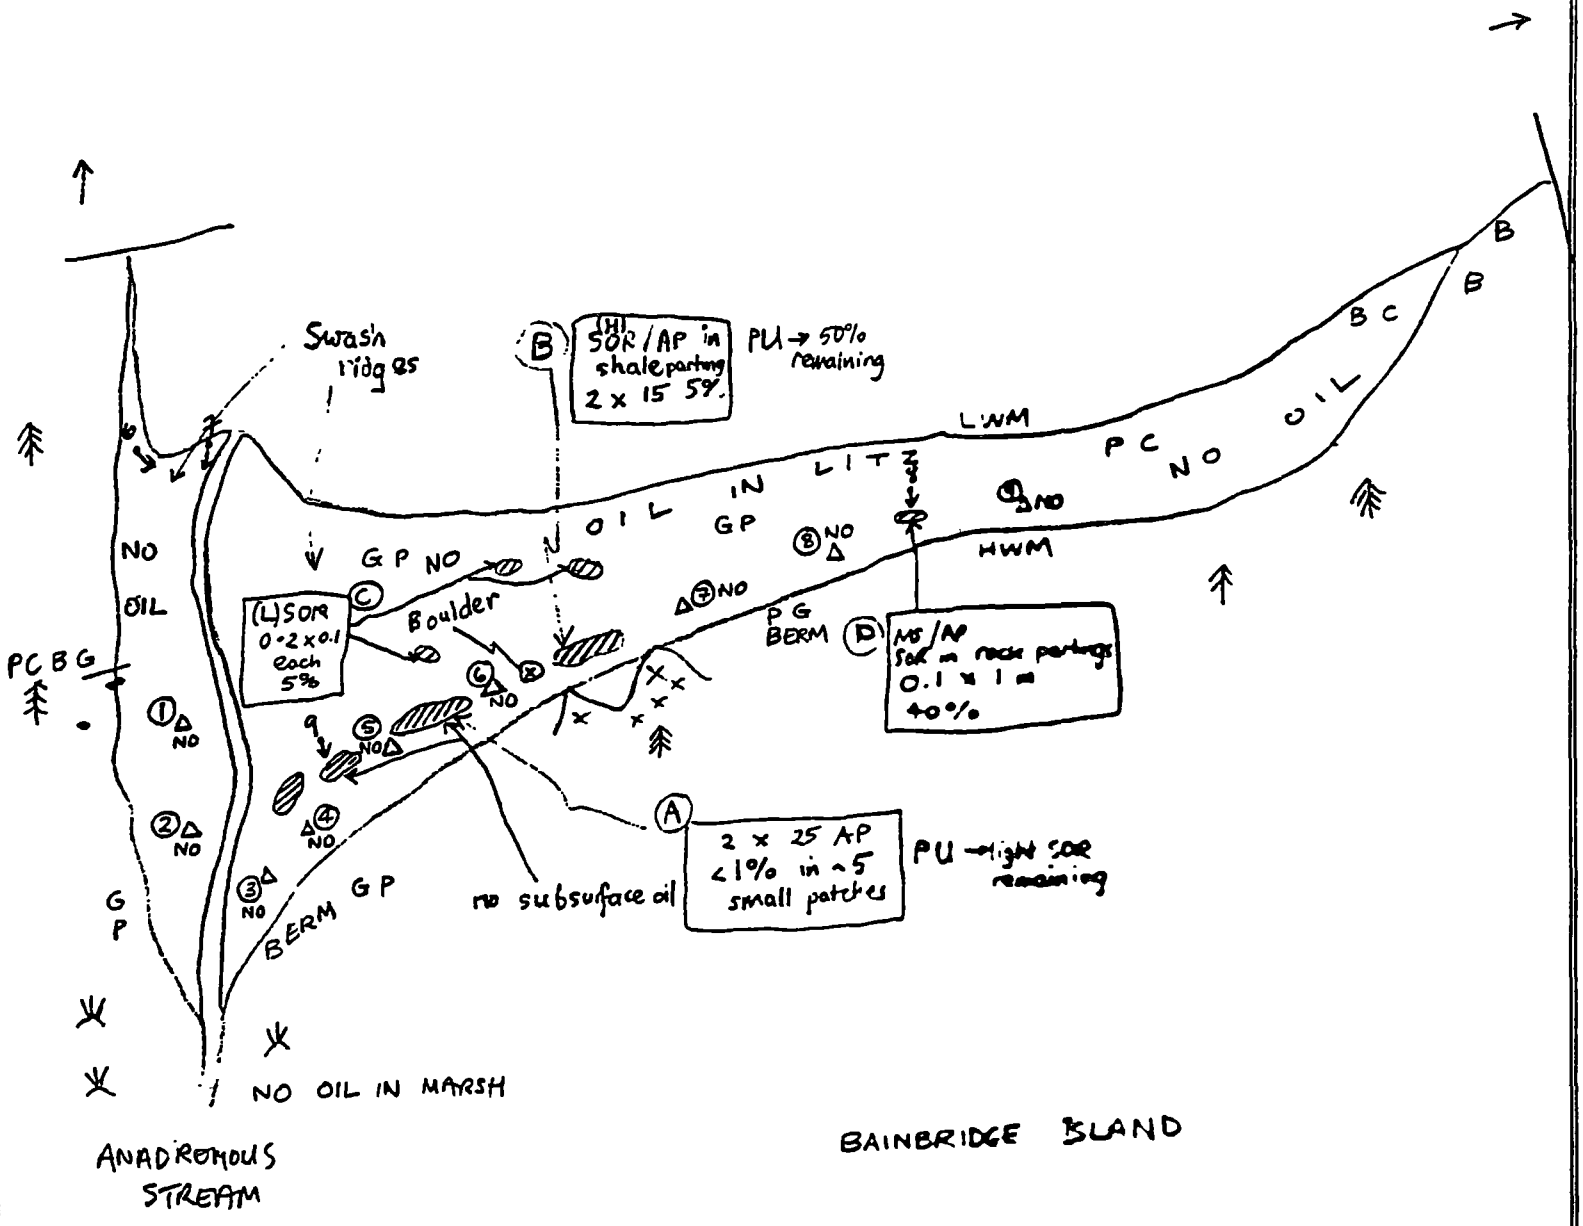 Swash
ridges
B
(H)
SOR/AP in
shale parting
2 x 15 5%.
PU → 50%
remaining
LWM
B
B
B C
P C
NO OIL
NO OIL IN LITZ
GP
GP
9 NO
HWM
8 NO
7 NO
PG
BERM
NO
OIL
C
(L) SOR
0.2 x 0.1
each
5%
Boulder
6
NO
PCBG
1
NO
2
NO
3
NO
4
NO
5
NO
9
D
MS/AP
SOR in rock partings
0.1 x 1 m
40%
A
2 x 25 AP
<1% in ~5
small patches
PU → light SOR
remaining
no subsurface oil
G
P
BERM GP
NO OIL IN MARSH
ANADROMOUS
STREAM
BAINBRIDGE ISLAND